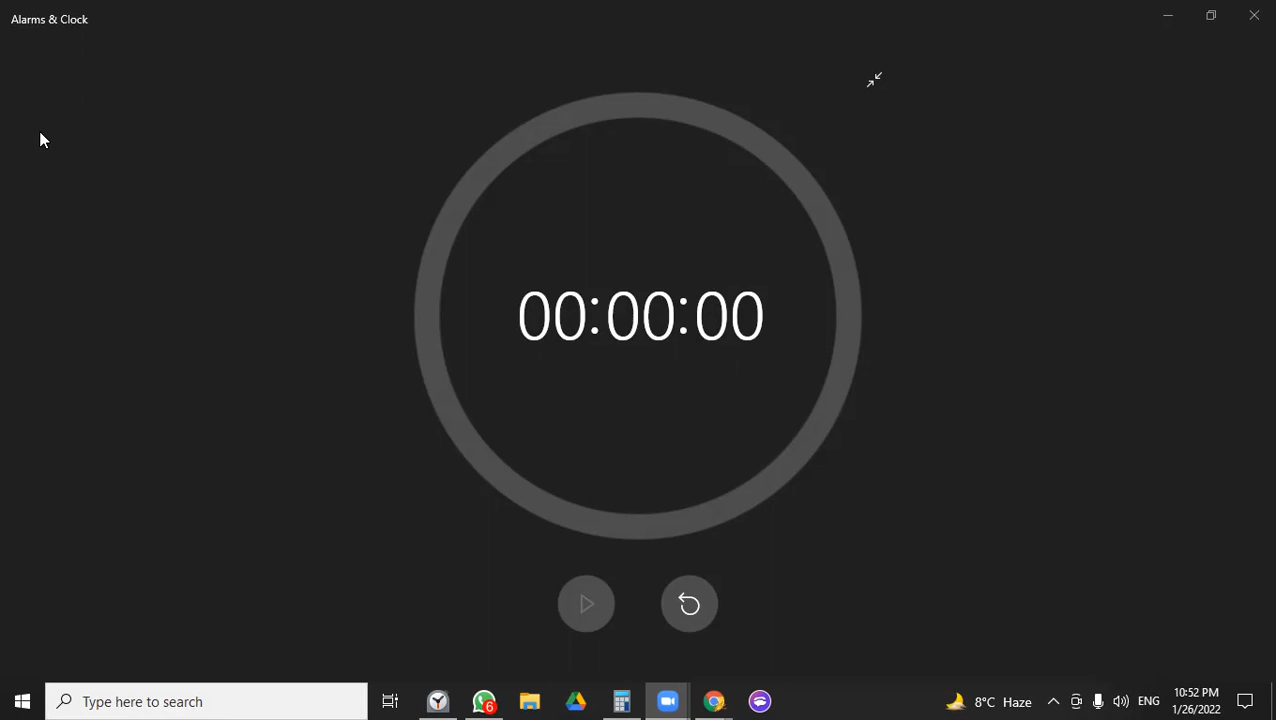 Alarms & Clock
00:00:00
Type here to search
6
8°C Haze
ENG
10:52 PM
1/26/2022